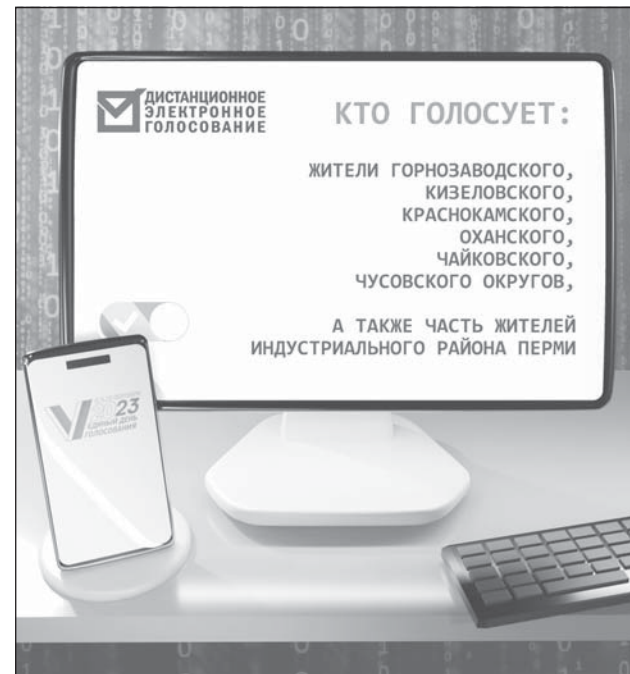 ДИСТАНЦИОННОЕ
ЭЛЕКТРОННОЕ
ГОЛОСОВАНИЕ
КТО ГОЛОСУЕТ:
ЖИТЕЛИ ГОРНОЗАВОДСКОГО,
КИЗЕЛОВСКОГО,
КРАСНОКАМСКОГО,
ОХАНСКОГО,
ЧАЙКОВСКОГО,
ЧУСОВСКОГО ОКРУГОВ,
А ТАКЖЕ ЧАСТЬ ЖИТЕЛЕЙ
ИНДУСТРИАЛЬНОГО РАЙОНА ПЕРМИ
2023
ЕДИНЫЙ ДЕНЬ
ГОЛОСОВАНИЯ